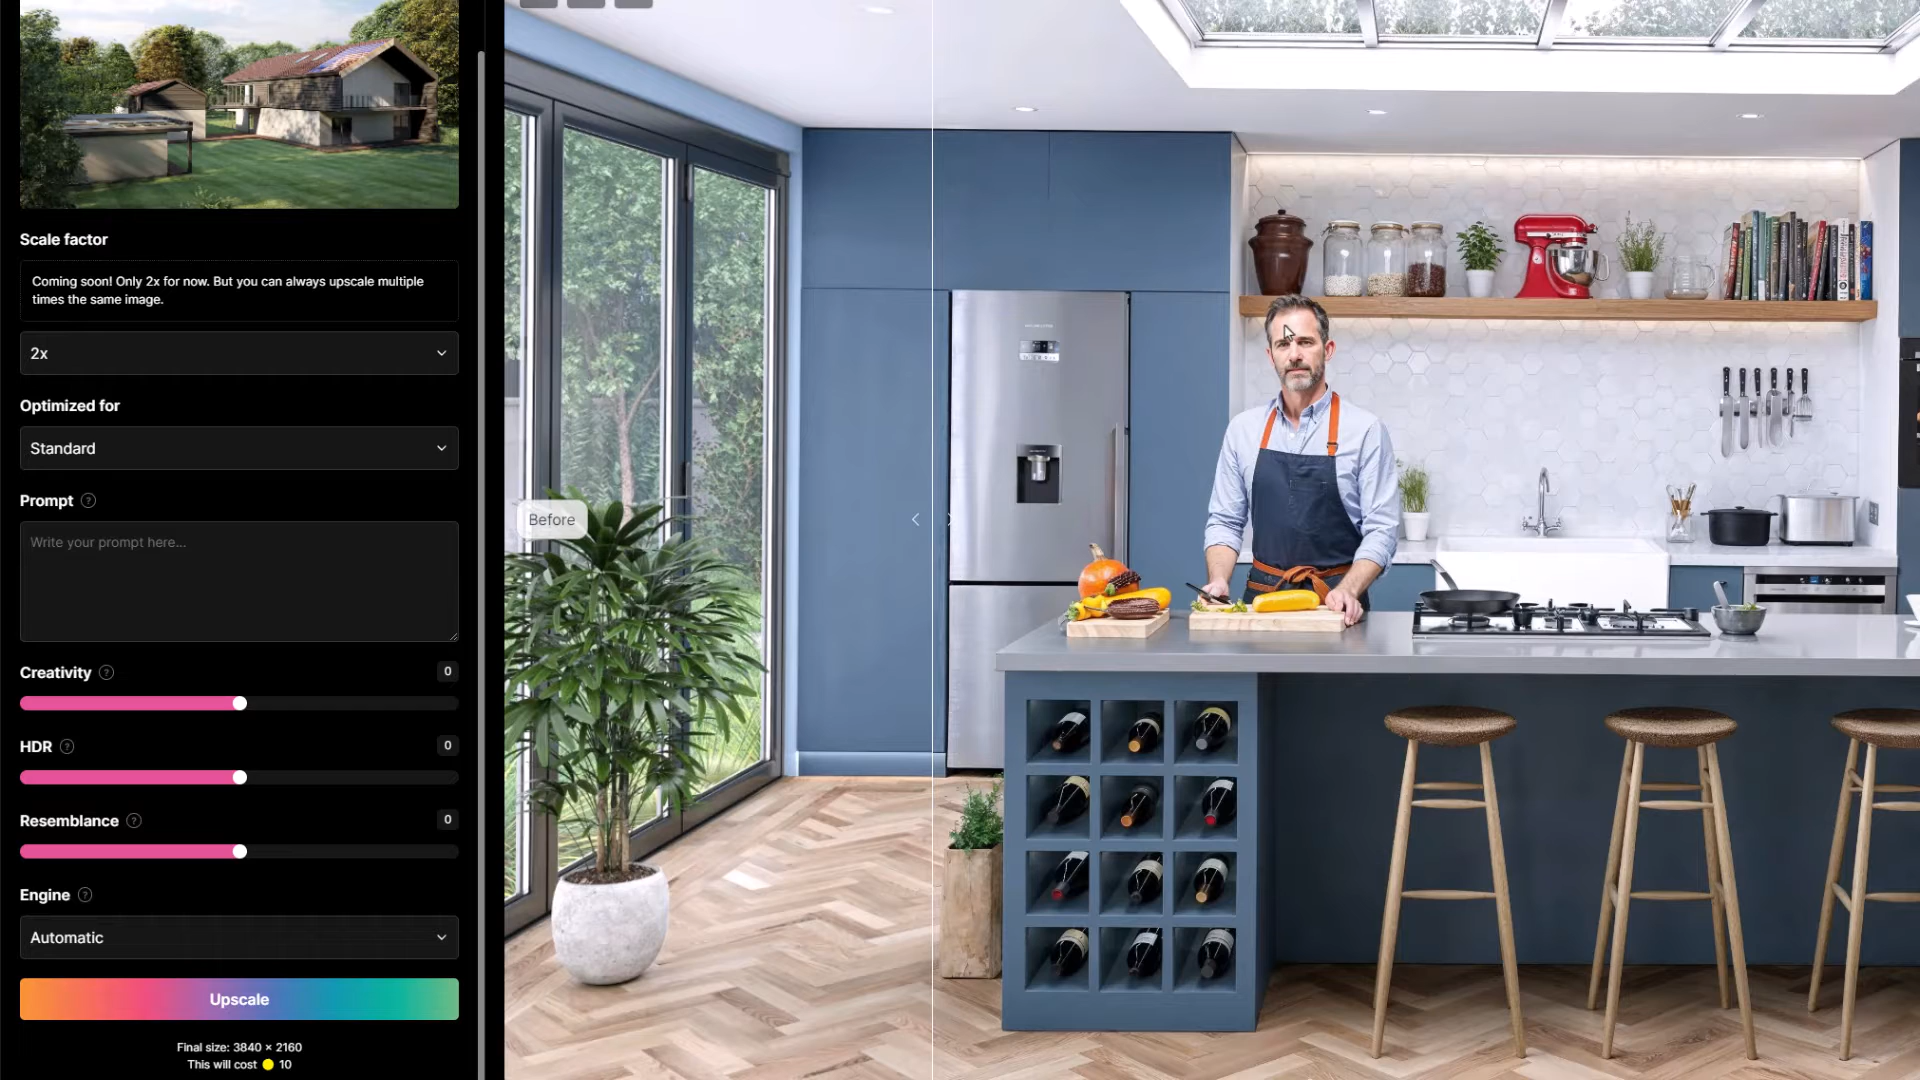 Scale factor
Coming soon! Only 2x for now. But you can always upscale multiple
times the same image.
2x
Optimized for
Standard
Prompt ?
Write your prompt here...
Creativity ? 0
HDR ? 0
Resemblance ? 0
Engine ?
Automatic
Upscale
Final size: 3840 × 2160
This will cost 10
Before